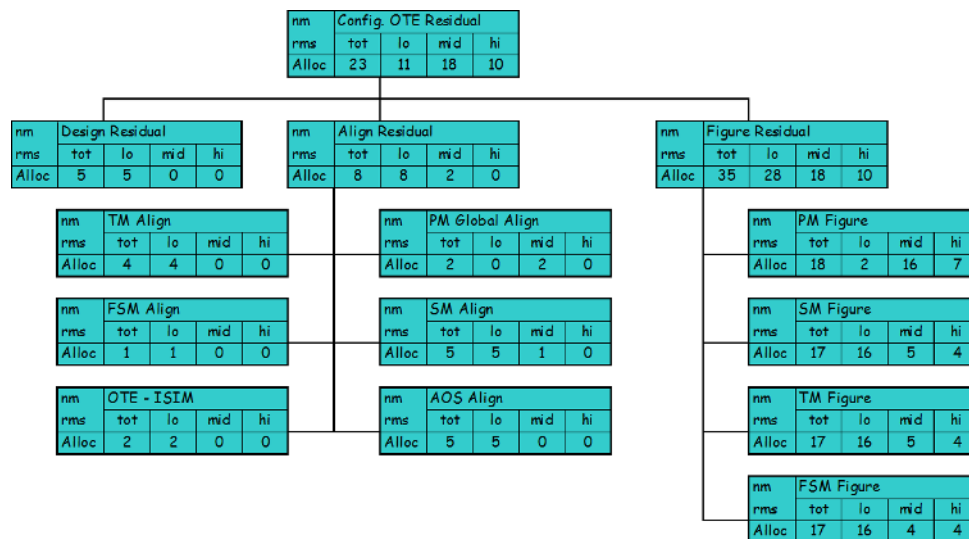 nm Config. OTE Residual
rms tot lo mid hi
Alloc 23 11 18 10
nm Design Residual
rms tot lo mid hi
Alloc 5 5 0 0
nm Align Residual
rms tot lo mid hi
Alloc 8 8 2 0
nm Figure Residual
rms tot lo mid hi
Alloc 35 28 18 10
nm TM Align
rms tot lo mid hi
Alloc 4 4 0 0
nm PM Global Align
rms tot lo mid hi
Alloc 2 0 2 0
nm PM Figure
rms tot lo mid hi
Alloc 18 2 16 7
nm FSM Align
rms tot lo mid hi
Alloc 1 1 0 0
nm SM Align
rms tot lo mid hi
Alloc 5 5 1 0
nm SM Figure
rms tot lo mid hi
Alloc 17 16 5 4
nm OTE - ISIM
rms tot lo mid hi
Alloc 2 2 0 0
nm AOS Align
rms tot lo mid hi
Alloc 5 5 0 0
nm TM Figure
rms tot lo mid hi
Alloc 17 16 5 4
nm FSM Figure
rms tot lo mid hi
Alloc 17 16 4 4